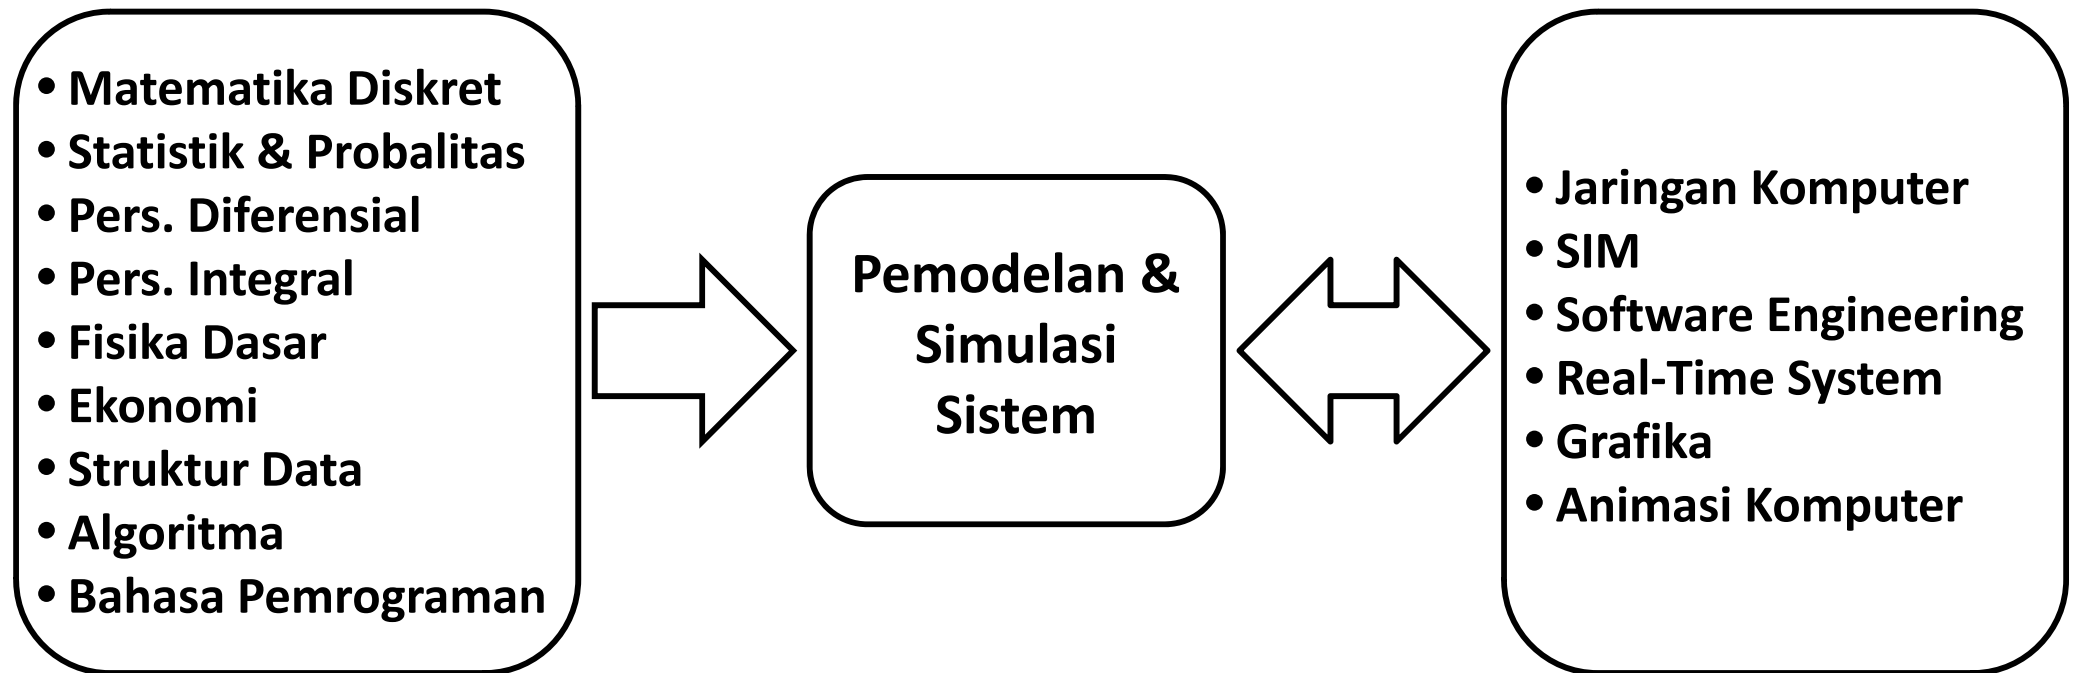 • Matematika Diskret
• Statistik & Probalitas
• Pers. Diferensial
• Pers. Integral
• Fisika Dasar
• Ekonomi
• Struktur Data
• Algoritma
• Bahasa Pemrograman
Pemodelan &
Simulasi
Sistem
• Jaringan Komputer
• SIM
• Software Engineering
• Real-Time System
• Grafika
• Animasi Komputer